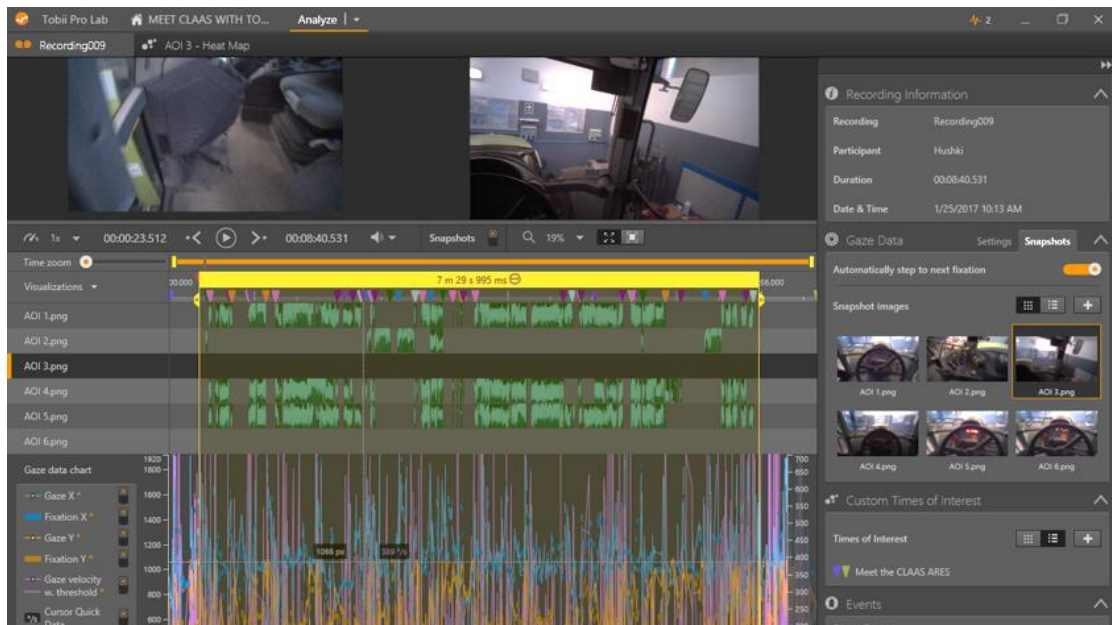 Tobii Pro Lab MEET CLAAS WITH TO... Analyze 2
Recording009 AOI 3 - Heat Map
1x 00:00:23.512 00:08:40.531 Snapshots 19%
Time zoom
7 m 29 s 995 ms
Visualizations
AOI 1.png
AOI 2.png
AOI 3.png
AOI 4.png
AOI 5.png
AOI 6.png
Gaze data chart
Gaze X *
Fixation X *
Gaze Y *
Fixation Y *
Gaze velocity
w. threshold *
Cursor Quick
1920
1800
1600
1400
1200
1000
800
600
1066 px
700
650
600
550
500
450
400
350
300
250
Recording Information
Recording Recording009
Participant Hushki
Duration 00:08:40.531
Date & Time 1/25/2017 10:13 AM
Gaze Data Settings Snapshots
Automatically step to next fixation
Snapshot images
AOI 1.png AOI 2.png AOI 3.png
AOI 4.png AOI 5.png AOI 6.png
Custom Times of Interest
Times of Interest
Meet the CLAAS ARES
Events